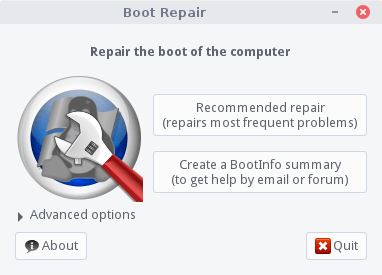 Boot Repair
Repair the boot of the computer
Recommended repair
(repairs most frequent problems)
Create a BootInfo summary
(to get help by email or forum)
Advanced options
About
Quit